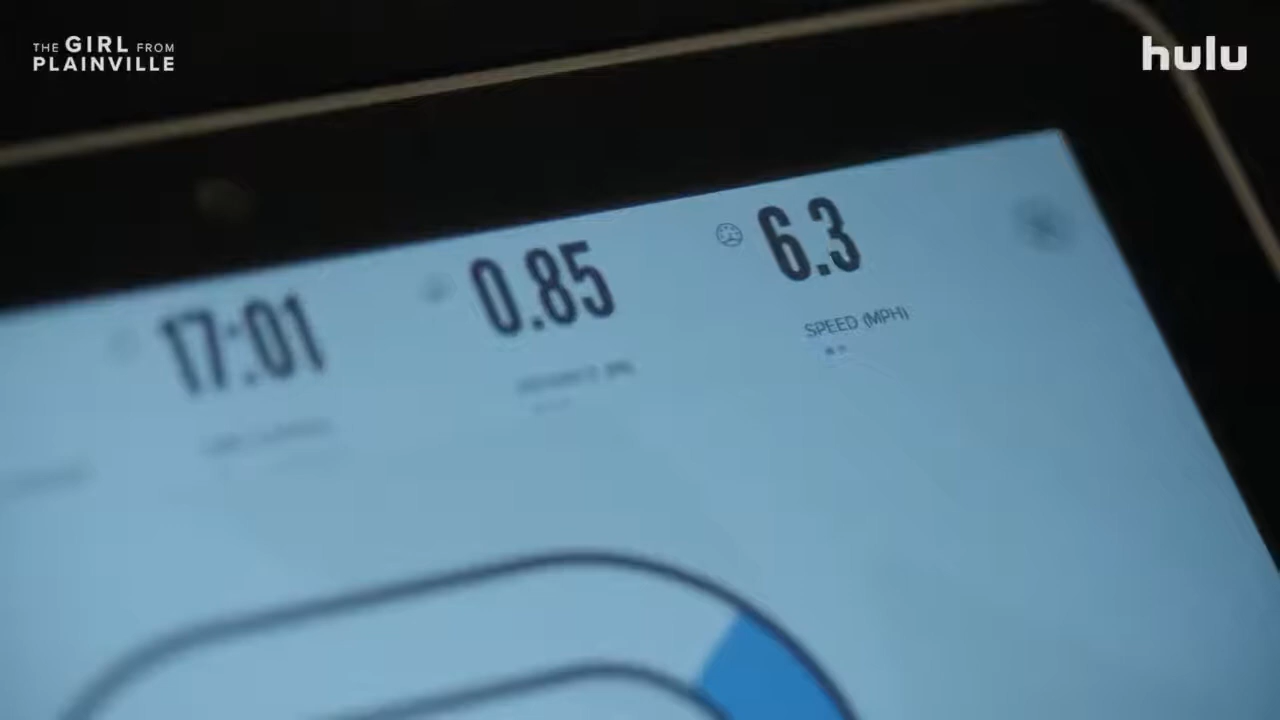 THE GIRL FROM
PLAINVILLE
hulu
17:01
0.85
6.3
SPEED (MPH)